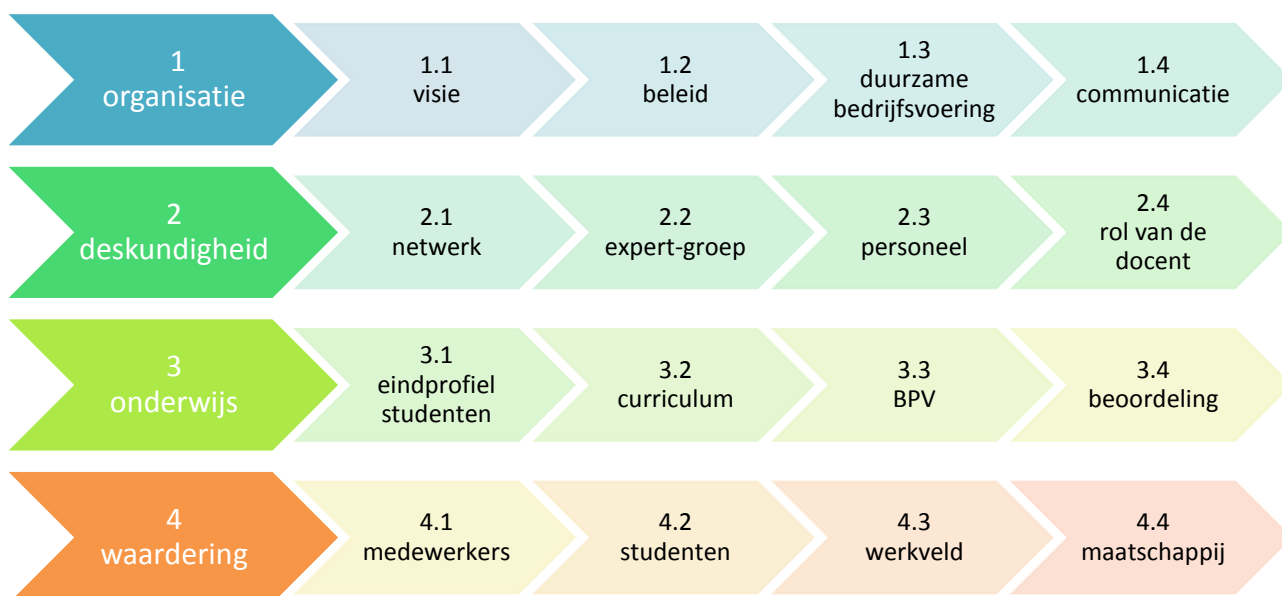 1
organisatie
1.1
visie
1.2
beleid
1.3
duurzame
bedrijfsvoering
1.4
communicatie
2
deskundigheid
2.1
netwerk
2.2
expert-groep
2.3
personeel
2.4
rol van de
docent
3
onderwijs
3.1
eindprofiel
studenten
3.2
curriculum
3.3
BPV
3.4
beoordeling
4
waardering
4.1
medewerkers
4.2
studenten
4.3
werkveld
4.4
maatschappij